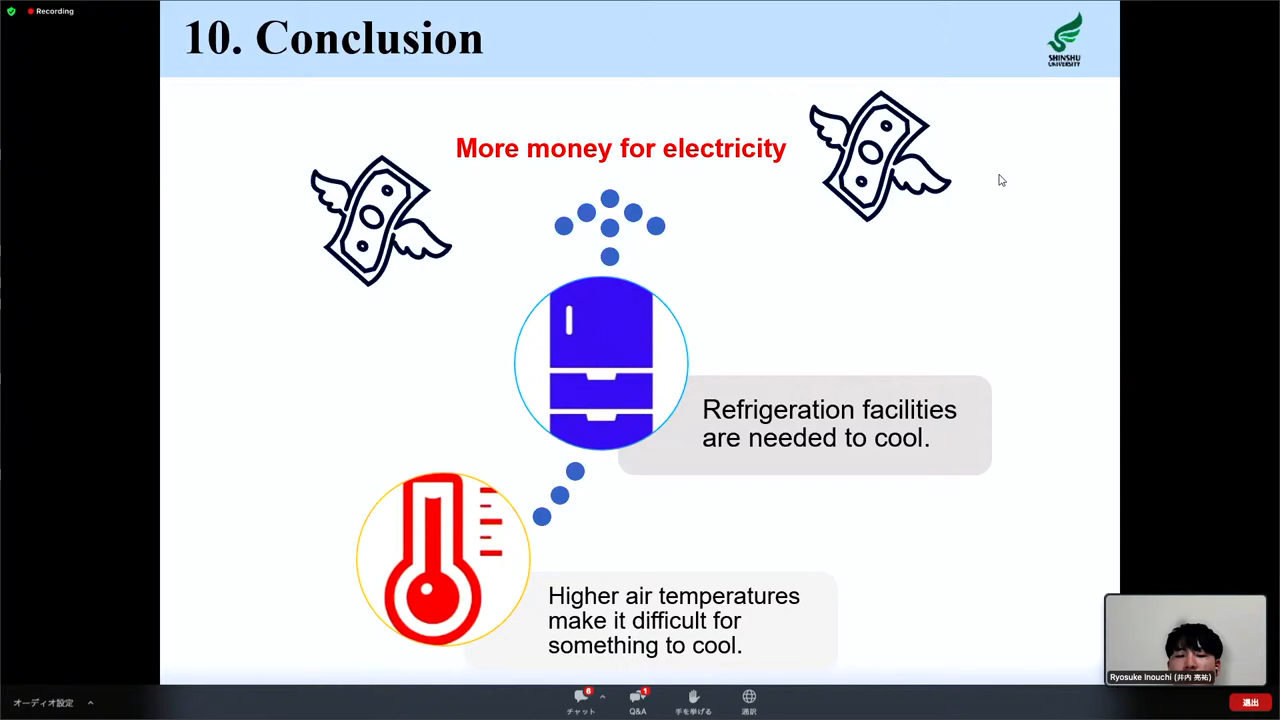 Recording
10. Conclusion
SHINSHU
UNIVERSITY
More money for electricity
Refrigeration facilities
are needed to cool.
Higher air temperatures
make it difficult for
something to cool.
Ryosuke Inouchi (井内 亮祐)
オーディオ設定
6
チャット
1
Q&A
手を挙げる
通訳
退出